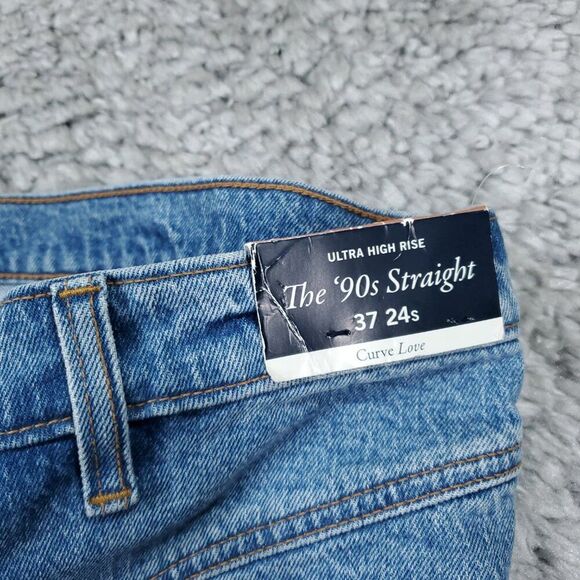 ULTRA HIGH RISE
The ‘90s Straight
37 24s
Curve Love